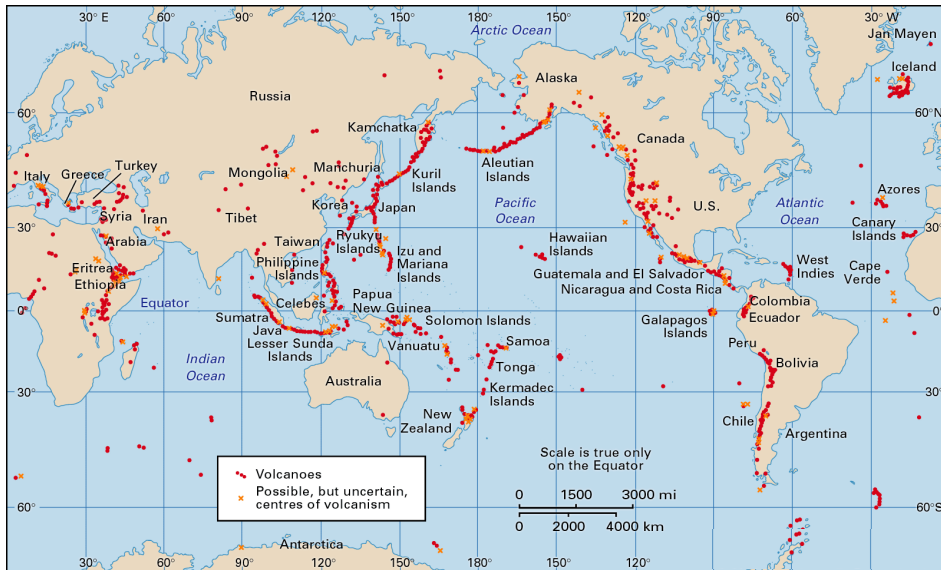 Arctic Ocean
Jan Mayen
Iceland
Alaska
Russia
60°
60°N
Kamchatka
Canada
Manchuria
Mongolia
Aleutian
Islands
Kuril
Islands
Turkey
Greece
Italy
Korea
Japan
Pacific
Ocean
U.S.
Atlantic
Ocean
Azores
Syria
Iran
Tibet
30°
30°
Arabia
Taiwan
Ryukyu
Islands
Izu and
Mariana
Islands
Hawaiian
Islands
Canary
Islands
Philippine
Islands
Eritrea
Ethiopia
Guatemala and El Salvador
Nicaragua and Costa Rica
West
Indies
Cape
Verde
Equator
Celebes
Papua
New Guinea
Colombia
Ecuador
0°
0°
Sumatra
Java
Lesser Sunda
Islands
Solomon Islands
Galapagos
Islands
Vanuatu
Samoa
Peru
Bolivia
Indian
Ocean
Tonga
Australia
Kermadec
Islands
30°
30°
New
Zealand
Chile
Argentina
Volcanoes
Possible, but uncertain,
centres of volcanism
Scale is true only
on the Equator
0 1500 3000 mi
0 2000 4000 km
60°
60°S
Antarctica
30° E
60°
90°
120°
150°
180°
150°
120°
90°
60°
30° W
30° E
60°
90°
120°
150°
180°
150°
120°
90°
60°
30° W